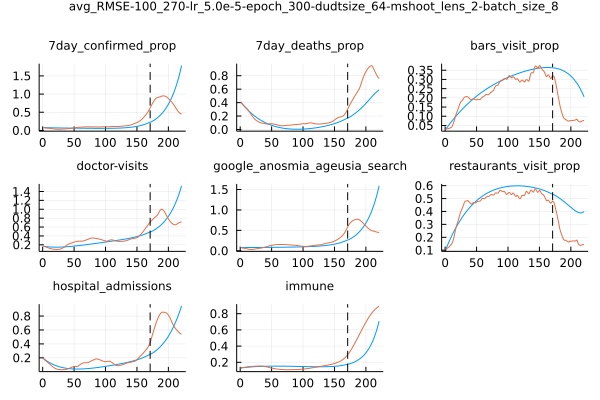 avg_RMSE-100_270-lr_5.0e-5-epoch_300-dudtsize_64-mshoot_lens_2-batch_size_8
7day_confirmed_prop 7day_deaths_prop bars_visit_prop
1.5 0.8 0.35
0.30
0.6 0.25
1.0 0.20
0.4 0.15
0.5 0.2 0.10
0.0 0.0 0.05
0 50 100 150 200 0 50 100 150 200 0 50 100 150 200
doctor-visits google_anosmia_ageusia_search restaurants_visit_prop
1.4 1.5 0.6
1.2 0.5
1.0 1.0 0.4
0.8 0.3
0.6 0.5 0.2
0.4 0.1
0.2 0.0
0 50 100 150 200 0 50 100 150 200 0 50 100 150 200
hospital_admissions immune
0.8 0.8
0.6 0.6
0.4 0.4
0.2 0.2
0 50 100 150 200 0 50 100 150 200